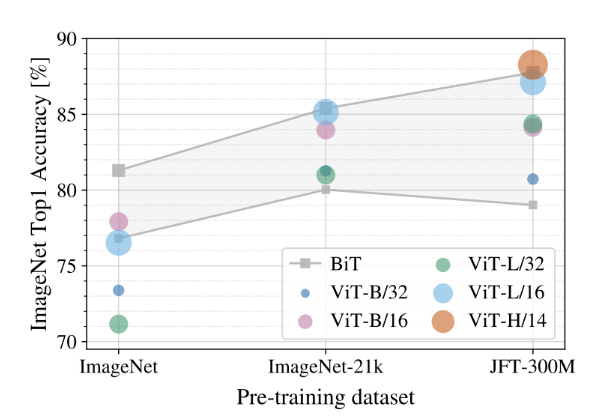 90
85
80
75
70
ImageNet Top1 Accuracy [%]
BiT
ViT-B/32
ViT-B/16
ViT-L/32
ViT-L/16
ViT-H/14
ImageNet
ImageNet-21k
JFT-300M
Pre-training dataset